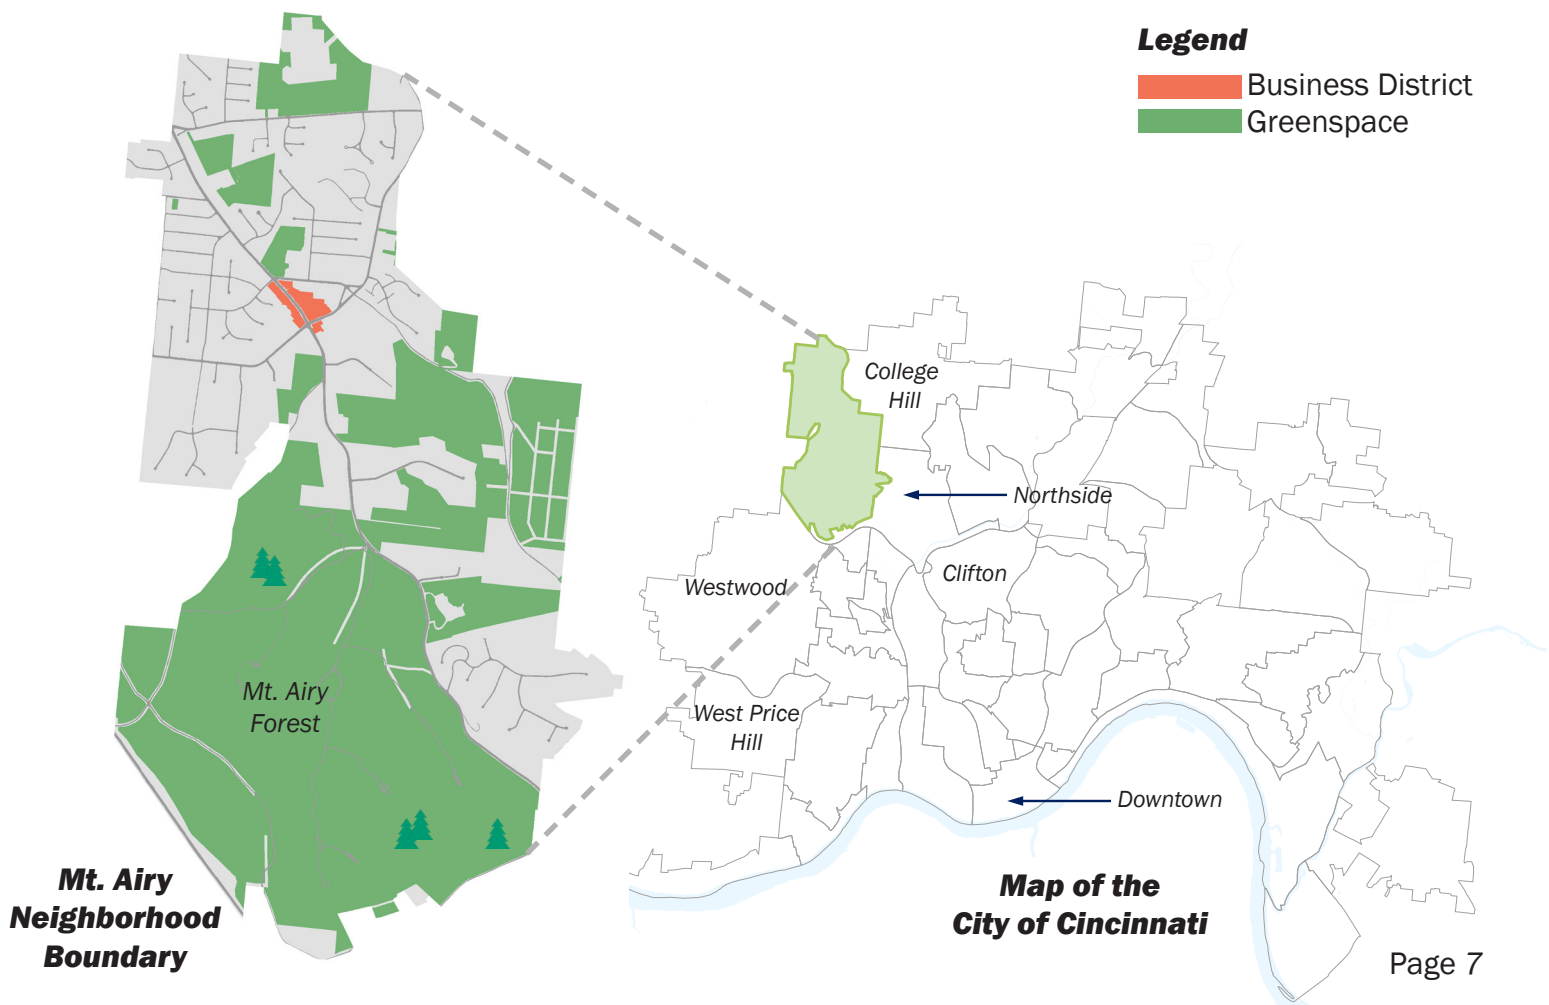 Legend
Business District
Greenspace
College
Hill
Northside
Westwood
Clifton
Mt. Airy
Forest
West Price
Hill
Downtown
Mt. Airy
Neighborhood
Boundary
Map of the
City of Cincinnati
Page 7